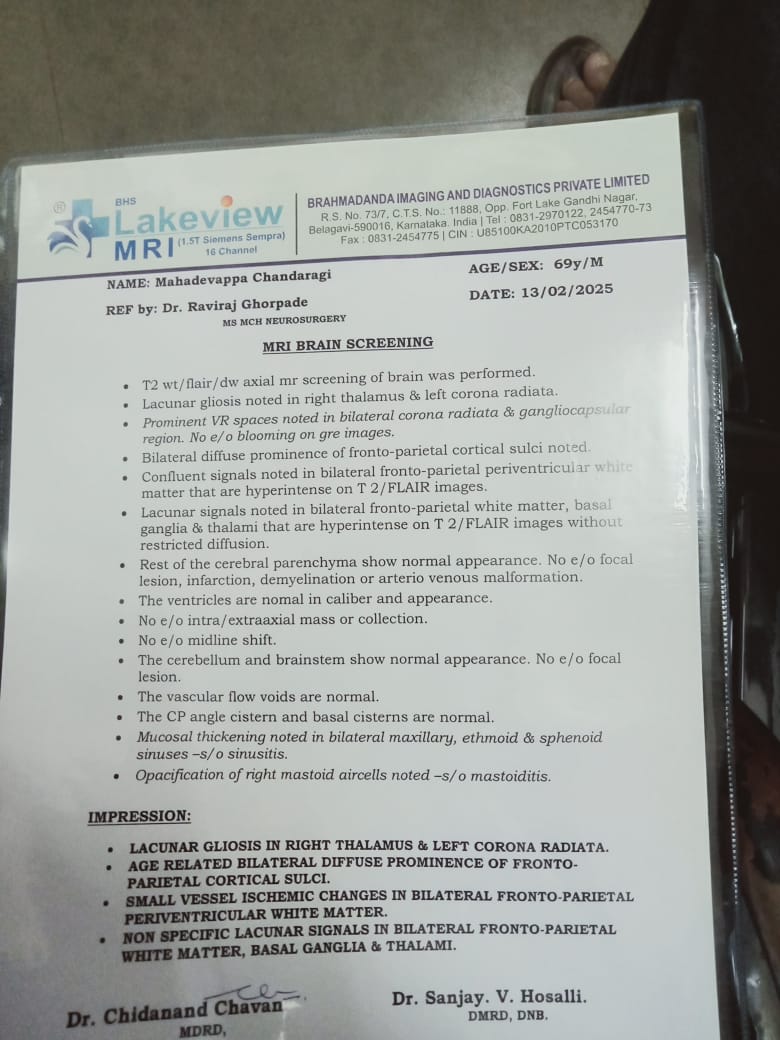 ®
BHS
Lakeview
MRI (1.5T Siemens Sempra)
16 Channel
BRAHMADANDA IMAGING AND DIAGNOSTICS PRIVATE LIMITED
R.S. No. 73/7, C.T.S. No.: 11888, Opp. Fort Lake Gandhi Nagar,
Belagavi-590016, Karnataka. India | Tel : 0831-2970122, 2454770-73
Fax : 0831-2454775 | CIN : U85100KA2010PTC053170
NAME: Mahadevappa Chandaragi AGE/SEX: 69y/M
REF by: Dr. Raviraj Ghorpade DATE: 13/02/2025
MS MCH NEUROSURGERY
MRI BRAIN SCREENING
• T2 wt/flair/dw axial mr screening of brain was performed.
• Lacunar gliosis noted in right thalamus & left corona radiata.
• Prominent VR spaces noted in bilateral corona radiata & gangliocapsular
region. No e/o blooming on gre images.
• Bilateral diffuse prominence of fronto-parietal cortical sulci noted.
• Confluent signals noted in bilateral fronto-parietal periventricular white
matter that are hyperintense on T 2/FLAIR images.
• Lacunar signals noted in bilateral fronto-parietal white matter, basal
ganglia & thalami that are hyperintense on T 2/FLAIR images without
restricted diffusion.
• Rest of the cerebral parenchyma show normal appearance. No e/o focal
lesion, infarction, demyelination or arterio venous malformation.
• The ventricles are nomal in caliber and appearance.
• No e/o intra/extraaxial mass or collection.
• No e/o midline shift.
• The cerebellum and brainstem show normal appearance. No e/o focal
lesion.
• The vascular flow voids are normal.
• The CP angle cistern and basal cisterns are normal.
• Mucosal thickening noted in bilateral maxillary, ethmoid & sphenoid
sinuses –s/o sinusitis.
• Opacification of right mastoid aircells noted –s/o mastoiditis.
IMPRESSION:
• LACUNAR GLIOSIS IN RIGHT THALAMUS & LEFT CORONA RADIATA.
• AGE RELATED BILATERAL DIFFUSE PROMINENCE OF FRONTO-
PARIETAL CORTICAL SULCI.
• SMALL VESSEL ISCHEMIC CHANGES IN BILATERAL FRONTO-PARIETAL
PERIVENTRICULAR WHITE MATTER.
• NON SPECIFIC LACUNAR SIGNALS IN BILATERAL FRONTO-PARIETAL
WHITE MATTER, BASAL GANGLIA & THALAMI.
Dr. Chidanand Chavan Dr. Sanjay. V. Hosalli.
MDRD, DMRD, DNB.